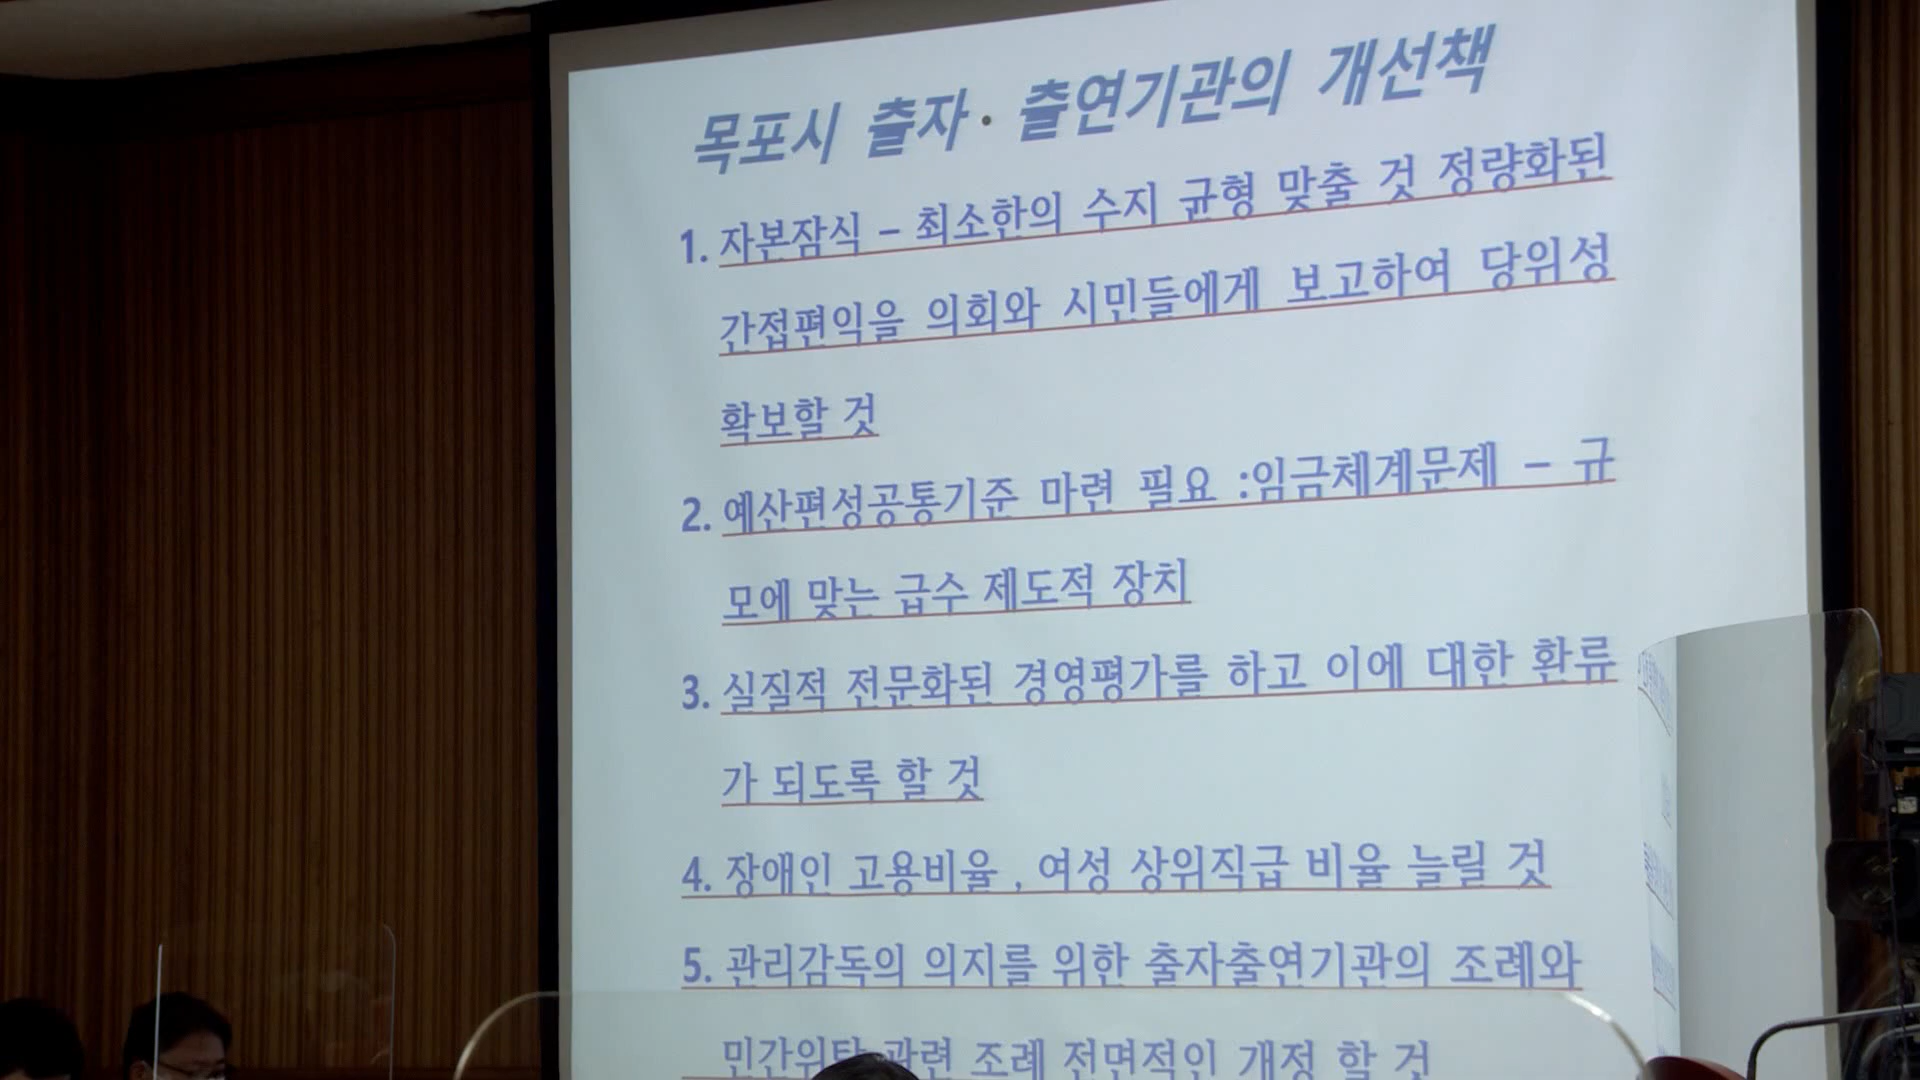 목포시 출자· 출연기관의 개선책
1. 자본잠식 – 최소한의 수지 균형 맞출 것 정량화된
간접편익을 의회와 시민들에게 보고하여 당위성
확보할 것
2. 예산편성공통기준 마련 필요 :임금체계문제 – 규
모에 맞는 급수 제도적 장치
3. 실질적 전문화된 경영평가를 하고 이에 대한 환류
가 되도록 할 것
4. 장애인 고용비율 , 여성 상위직급 비율 늘릴 것
5. 관리감독의 의지를 위한 출자출연기관의 조례와
민간위탁 관련 조례 전면적인 개정 할 것